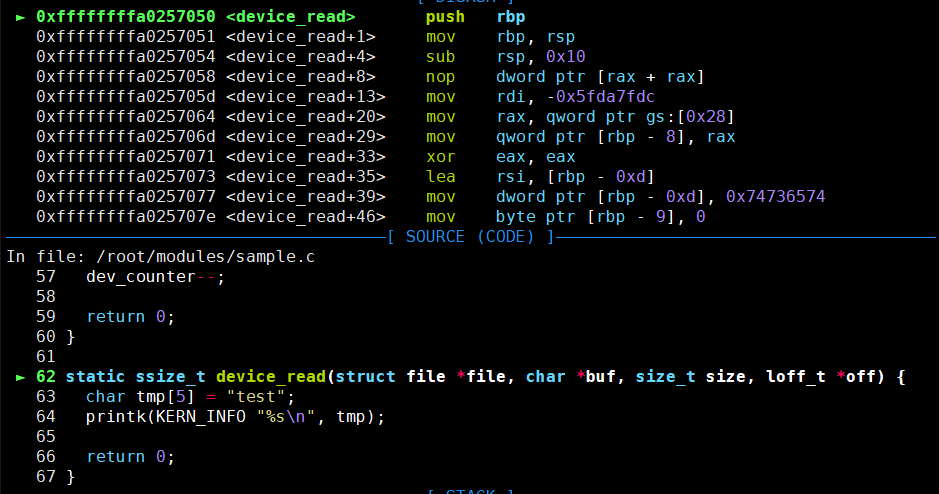 [ DISASM ]
► 0xffffffffa0257050 <device_read> push rbp
0xffffffffa0257051 <device_read+1> mov rbp, rsp
0xffffffffa0257054 <device_read+4> sub rsp, 0x10
0xffffffffa0257058 <device_read+8> nop dword ptr [rax + rax]
0xffffffffa025705d <device_read+13> mov rdi, -0x5fda7fdc
0xffffffffa0257064 <device_read+20> mov rax, qword ptr gs:[0x28]
0xffffffffa025706d <device_read+29> mov qword ptr [rbp - 8], rax
0xffffffffa0257071 <device_read+33> xor eax, eax
0xffffffffa0257073 <device_read+35> lea rsi, [rbp - 0xd]
0xffffffffa0257077 <device_read+39> mov dword ptr [rbp - 0xd], 0x74736574
0xffffffffa025707e <device_read+46> mov byte ptr [rbp - 9], 0
[ SOURCE (CODE) ]
In file: /root/modules/sample.c
57 dev_counter--;
58
59 return 0;
60 }
61
► 62 static ssize_t device_read(struct file *file, char *buf, size_t size, loff_t *off) {
63 char tmp[5] = "test";
64 printk(KERN_INFO "%s\n", tmp);
65
66 return 0;
67 }
[ STACK ]